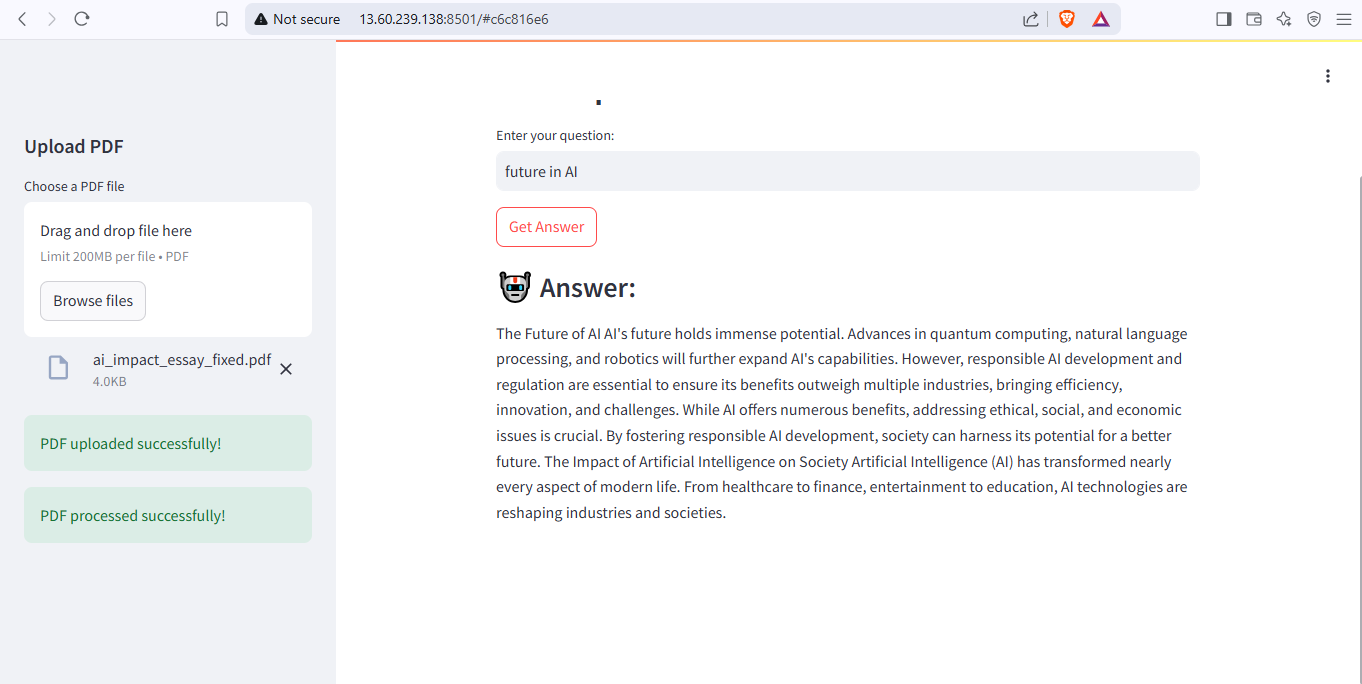 Not secure 13.60.239.138:8501/#c6c816e6
Upload PDF
Choose a PDF file
Drag and drop file here
Limit 200MB per file • PDF
Browse files
ai_impact_essay_fixed.pdf
4.0KB
PDF uploaded successfully!
PDF processed successfully!
Enter your question:
future in AI
Get Answer
Answer:
The Future of AI AI's future holds immense potential. Advances in quantum computing, natural language
processing, and robotics will further expand AI's capabilities. However, responsible AI development and
regulation are essential to ensure its benefits outweigh multiple industries, bringing efficiency,
innovation, and challenges. While AI offers numerous benefits, addressing ethical, social, and economic
issues is crucial. By fostering responsible AI development, society can harness its potential for a better
future. The Impact of Artificial Intelligence on Society Artificial Intelligence (AI) has transformed nearly
every aspect of modern life. From healthcare to finance, entertainment to education, AI technologies are
reshaping industries and societies.